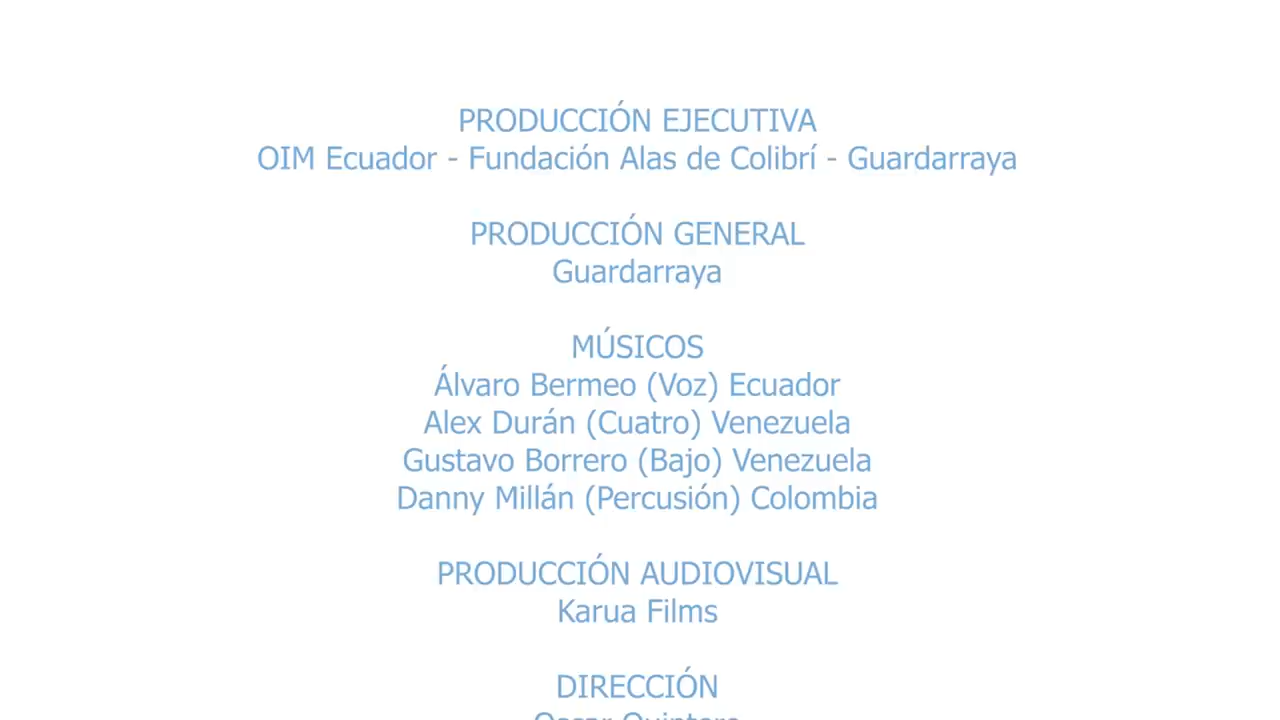 PRODUCCIÓN EJECUTIVA
OIM Ecuador - Fundación Alas de Colibrí - Guardarraya
PRODUCCIÓN GENERAL
Guardarraya
MÚSICOS
Álvaro Bermeo (Voz) Ecuador
Alex Durán (Cuatro) Venezuela
Gustavo Borrero (Bajo) Venezuela
Danny Millán (Percusión) Colombia
PRODUCCIÓN AUDIOVISUAL
Karua Films
DIRECCIÓN